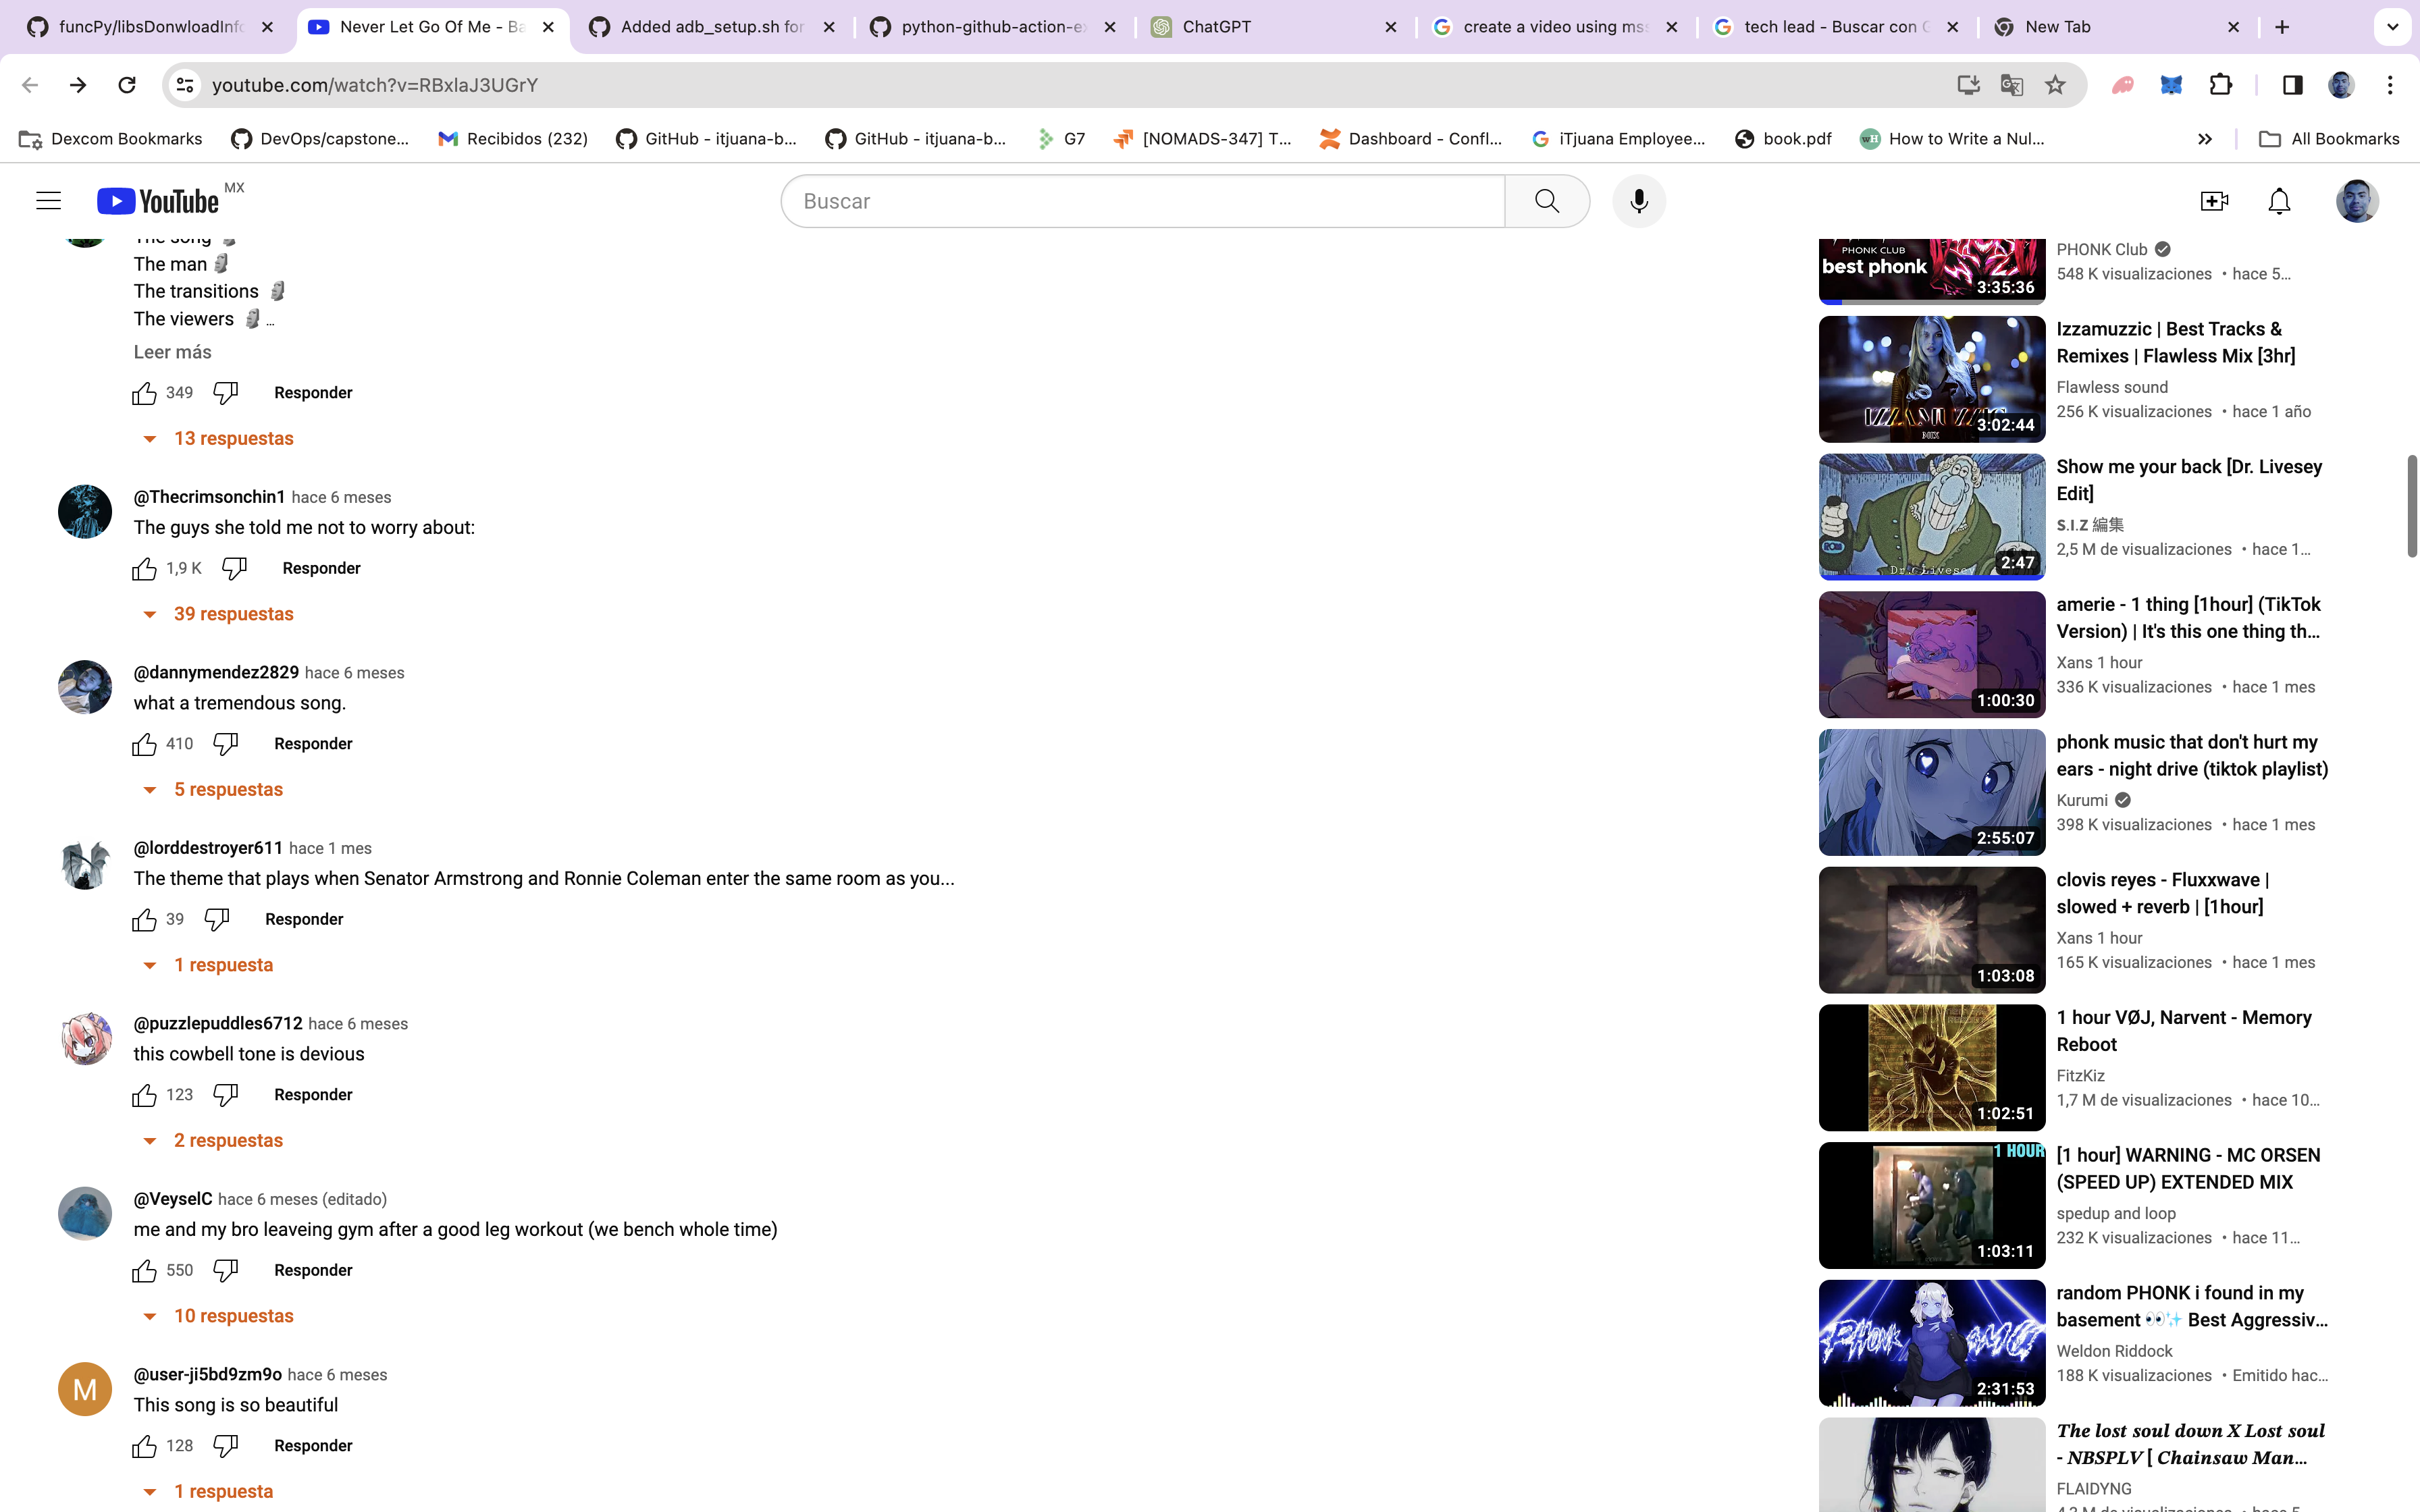 funcPy/libsDonwloadInfo
Never Let Go Of Me - Ba
Added adb_setup.sh for
python-github-action-ex
ChatGPT
create a video using mss
tech lead - Buscar con G
New Tab
youtube.com/watch?v=RBxlaJ3UGrY
Dexcom Bookmarks
DevOps/capstone...
Recibidos (232)
GitHub - itjuana-b...
GitHub - itjuana-b...
G7
[NOMADS-347] T...
Dashboard - Confl...
iTjuana Employee...
book.pdf
How to Write a Nul...
All Bookmarks
YouTube MX
Buscar
The song 🗿
The man 🗿
The transitions 🗿
The viewers 🗿 ...
Leer más
349 Responder
13 respuestas
@Thecrimsonchin1 hace 6 meses
The guys she told me not to worry about:
1,9 K Responder
39 respuestas
@dannymendez2829 hace 6 meses
what a tremendous song.
410 Responder
5 respuestas
@lorddestroyer611 hace 1 mes
The theme that plays when Senator Armstrong and Ronnie Coleman enter the same room as you...
39 Responder
1 respuesta
@puzzlepuddles6712 hace 6 meses
this cowbell tone is devious
123 Responder
2 respuestas
@VeyselC hace 6 meses (editado)
me and my bro leaveing gym after a good leg workout (we bench whole time)
550 Responder
10 respuestas
M
@user-ji5bd9zm9o hace 6 meses
This song is so beautiful
128 Responder
1 respuesta
PHONK CLUB
best phonk
3:35:36
PHONK Club
548 K visualizaciones • hace 5...
IZZAMUZZIC
MIX
3:02:44
Izzamuzzic | Best Tracks &
Remixes | Flawless Mix [3hr]
Flawless sound
256 K visualizaciones • hace 1 año
Dr. Livesey
2:47
Show me your back [Dr. Livesey
Edit]
S.I.Z 編集
2,5 M de visualizaciones • hace 1...
1:00:30
amerie - 1 thing [1hour] (TikTok
Version) | It's this one thing th...
Xans 1 hour
336 K visualizaciones • hace 1 mes
2:55:07
phonk music that don't hurt my
ears - night drive (tiktok playlist)
Kurumi
398 K visualizaciones • hace 1 mes
1:03:08
clovis reyes - Fluxxwave |
slowed + reverb | [1hour]
Xans 1 hour
165 K visualizaciones • hace 1 mes
1:02:51
1 hour VØJ, Narvent - Memory
Reboot
FitzKiz
1,7 M de visualizaciones • hace 10...
1 HOUR
1:03:11
[1 hour] WARNING - MC ORSEN
(SPEED UP) EXTENDED MIX
spedup and loop
232 K visualizaciones • hace 11...
PHONK
2:31:53
random PHONK i found in my
basement 👀✨ Best Aggressiv...
Weldon Riddock
188 K visualizaciones • Emitido hac...
The lost soul down X Lost soul
- NBSPLV [ Chainsaw Man...
FLAIDYNG